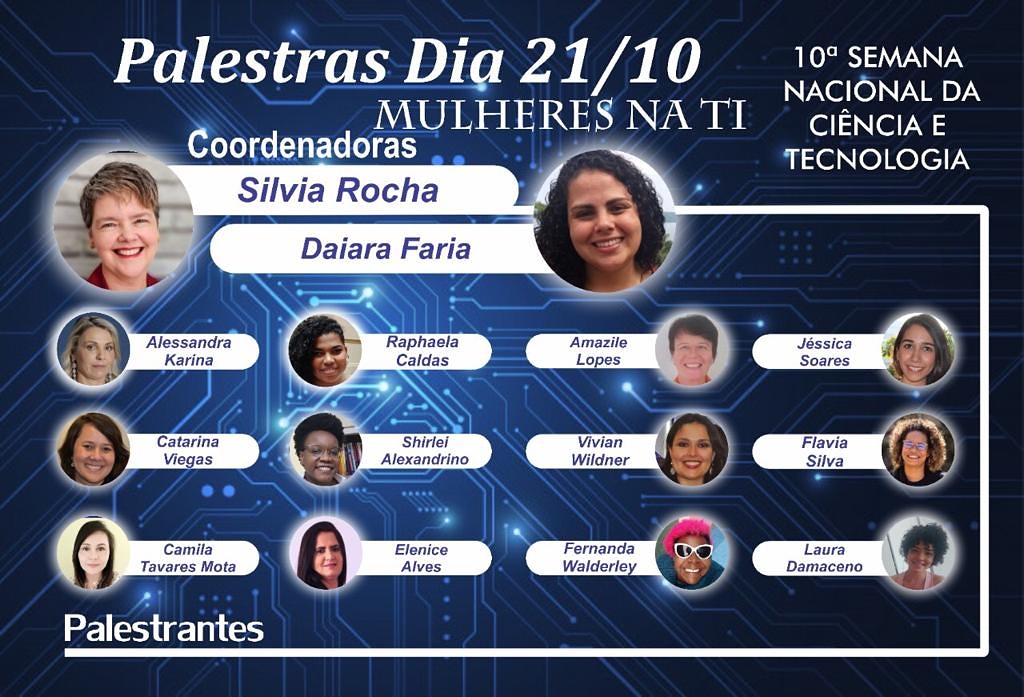 Palestras Dia 21/10
MULHERES NA TI
10ª SEMANA
NACIONAL DA
CIÊNCIA E
TECNOLOGIA
Coordenadoras
Silvia Rocha
Daiara Faria
Alessandra
Karina
Raphaela
Caldas
Amazile
Lopes
Jéssica
Soares
Catarina
Viegas
Shirlei
Alexandrino
Vivian
Wildner
Flavia
Silva
Camila
Tavares Mota
Elenice
Alves
Fernanda
Walderley
Laura
Damaceno
Palestrantes